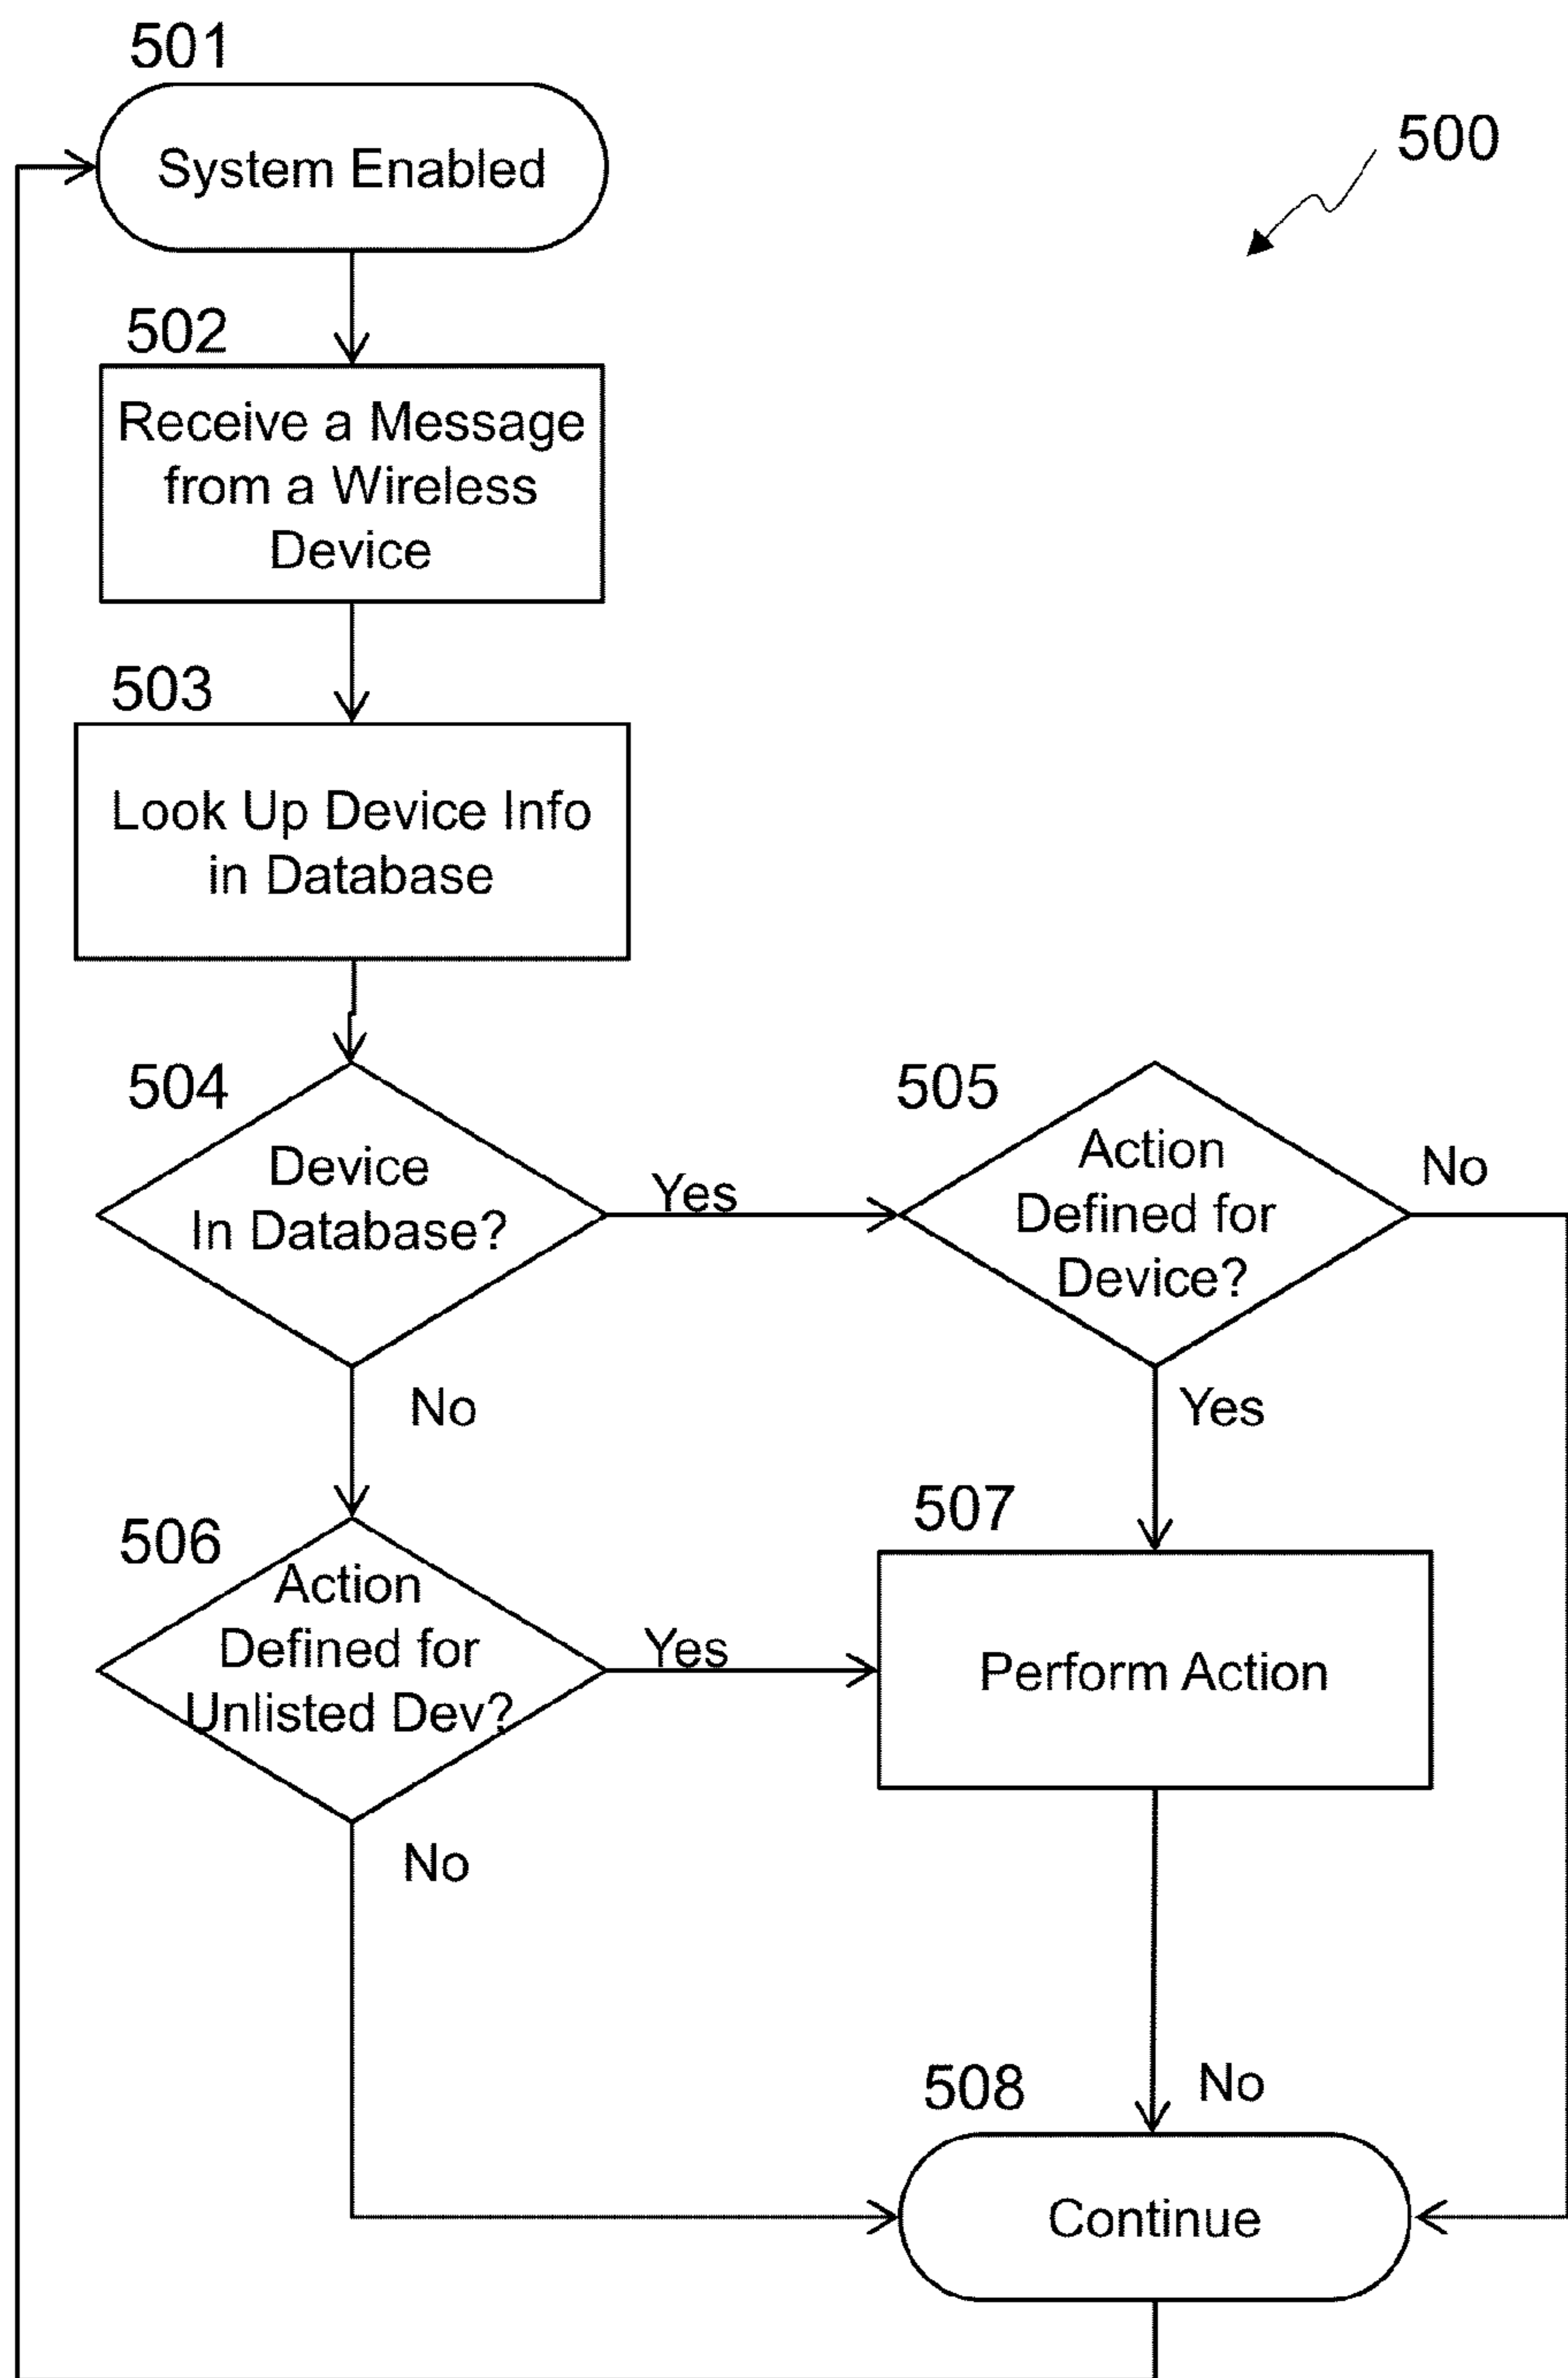 501
System Enabled
500
502
Receive a Message
from a Wireless
Device
503
Look Up Device Info
in Database
504
Device
In Database?
Yes
505
Action
Defined for
Device?
No
No
Yes
506
Action
Defined for
Unlisted Dev?
Yes
507
Perform Action
No
508
No
Continue